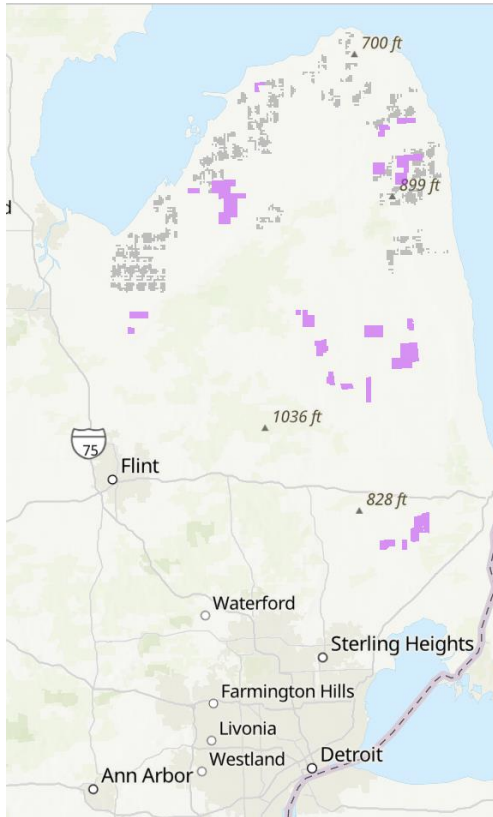 700 ft
899 ft
d
1036 ft
75
Flint
828 ft
Waterford
Sterling Heights
Farmington Hills
Livonia
Westland
Detroit
Ann Arbor